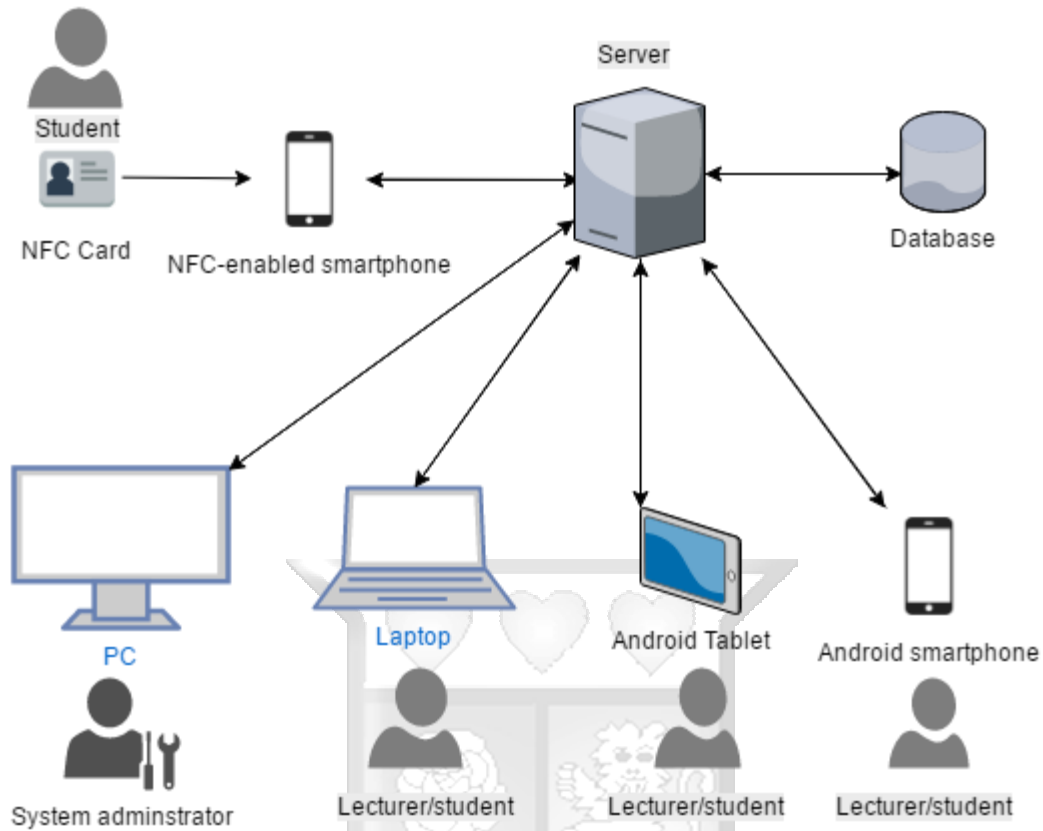 Server
Student
NFC Card
NFC-enabled smartphone
Database
PC
Laptop
Android Tablet
Android smartphone
System adminstrator
Lecturer/student
Lecturer/student
Lecturer/student